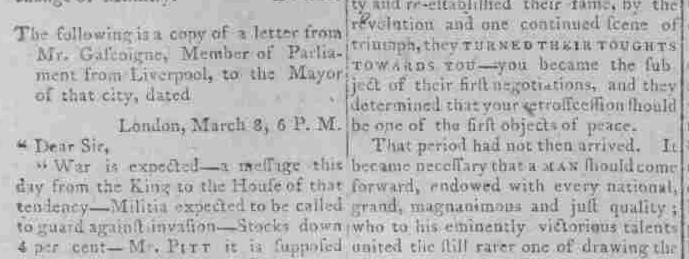 The following is a copy of a letter from
Mr. Gaſcoigne, Member of Parlia-
ment from Liverpool, to the Mayor
of that city, dated
London, March 8, 6 P. M.
“ Dear Sir,
“ War is expected—a meſſage this
day from the King to the Houſe of that
tendency—Militia expected to be called
to guard againſt invaſion—Stocks down
4 per cent—Mr. PITT it is ſuppoſed
ty and re-eſtabliſhed their fame, by the
revolution and one continued ſcene of
triumph, they TURNED THEIR TOUGHTS
TOWARDS YOU—you became the ſub
ject of their firſt negotiations, and they
determined that your retroſſceſſion ſhould
be one of the firſt objects of peace.
That period had not then arrived. It
became neceſſary that a MAN ſhould come
forward, endowed with every national,
grand, magnanimous and juſt quality ;
who to his eminently victorious talents
united the ſtill rarer one of drawing the